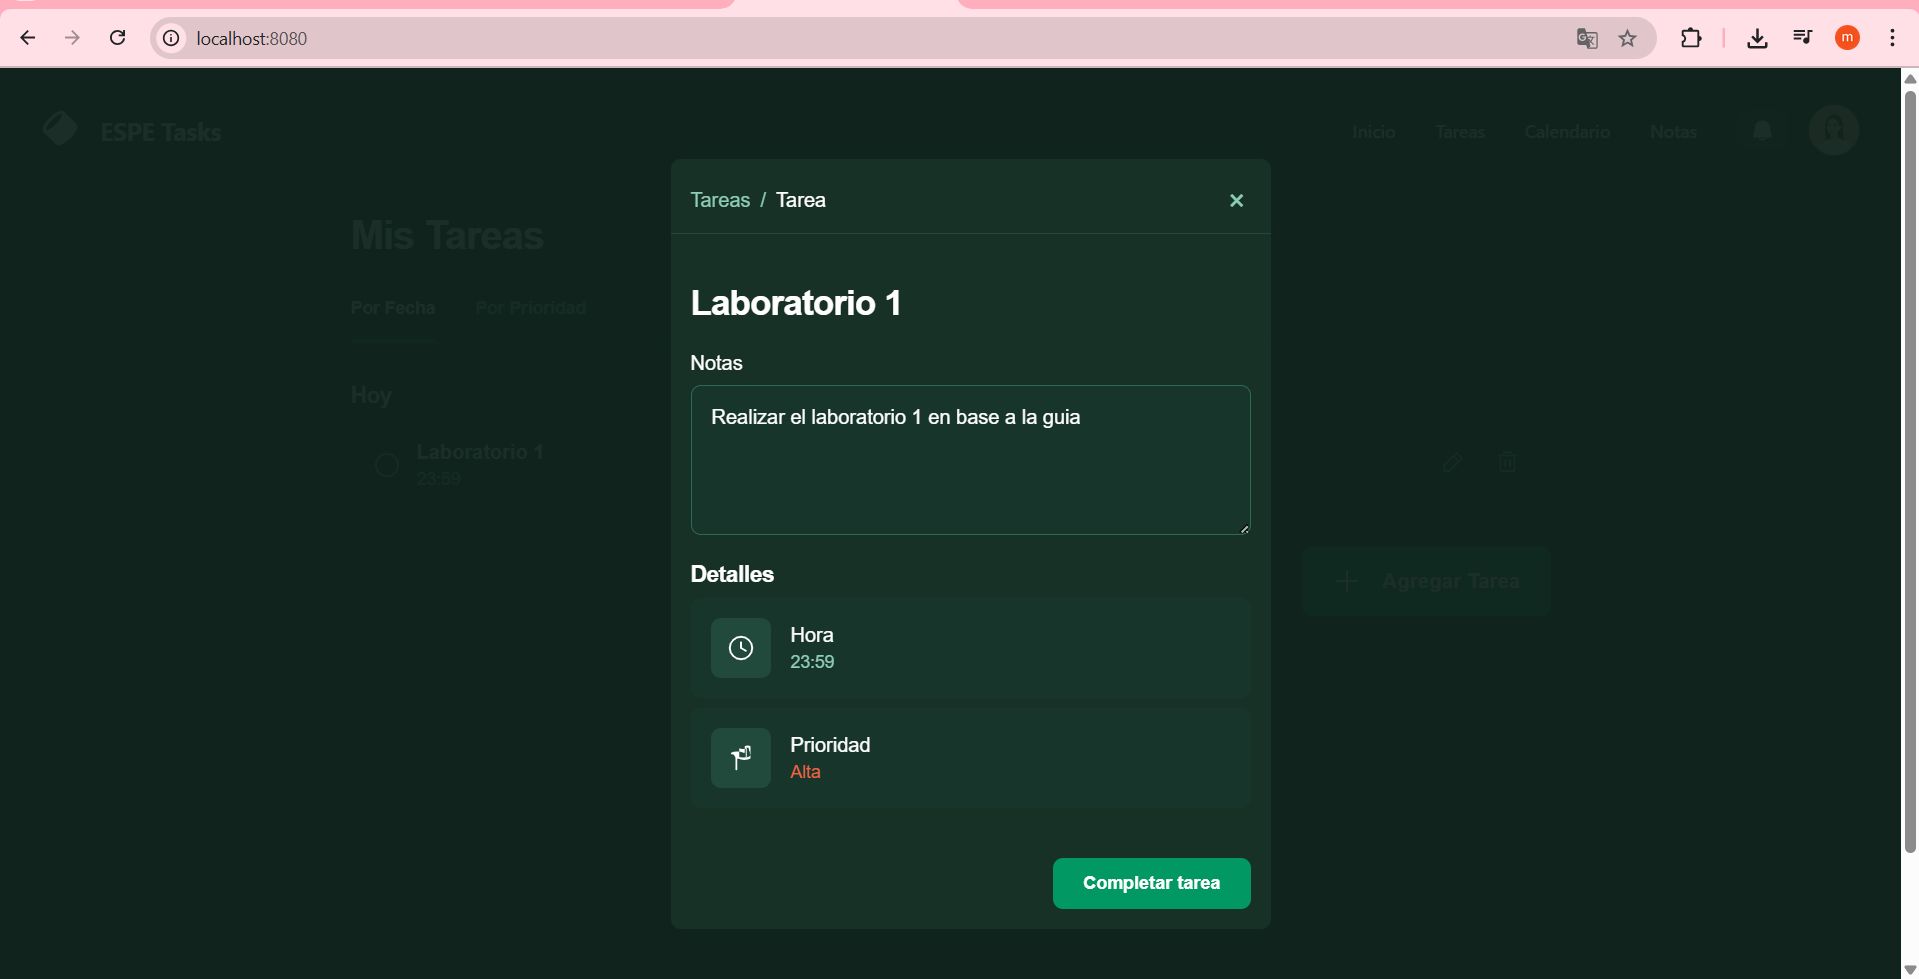 localhost:8080
m
ESPE Tasks
Inicio
Tareas
Calendario
Notas
Mis Tareas
Por Fecha
Por Prioridad
Hoy
Laboratorio 1
23:59
Agregar Tarea
Tareas / Tarea
Laboratorio 1
Notas
Realizar el laboratorio 1 en base a la guia
Detalles
Hora
23:59
Prioridad
Alta
Completar tarea